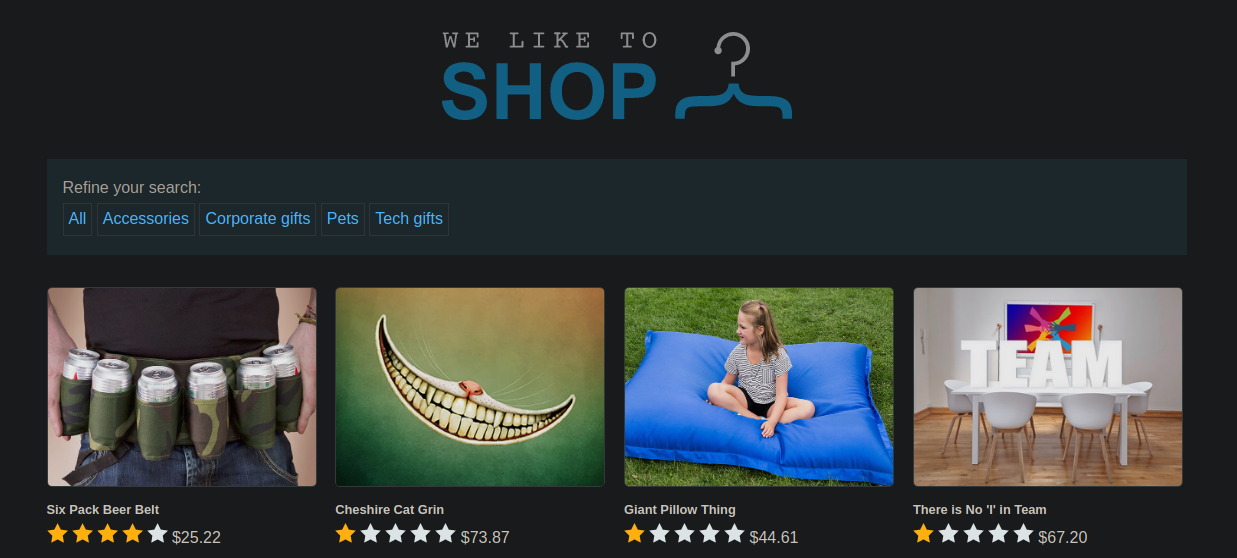 WE LIKE TO
SHOP
Refine your search:
All Accessories Corporate gifts Pets Tech gifts
TEAM
Six Pack Beer Belt Cheshire Cat Grin Giant Pillow Thing There is No 'I' in Team
$25.22 $73.87 $44.61 $67.20